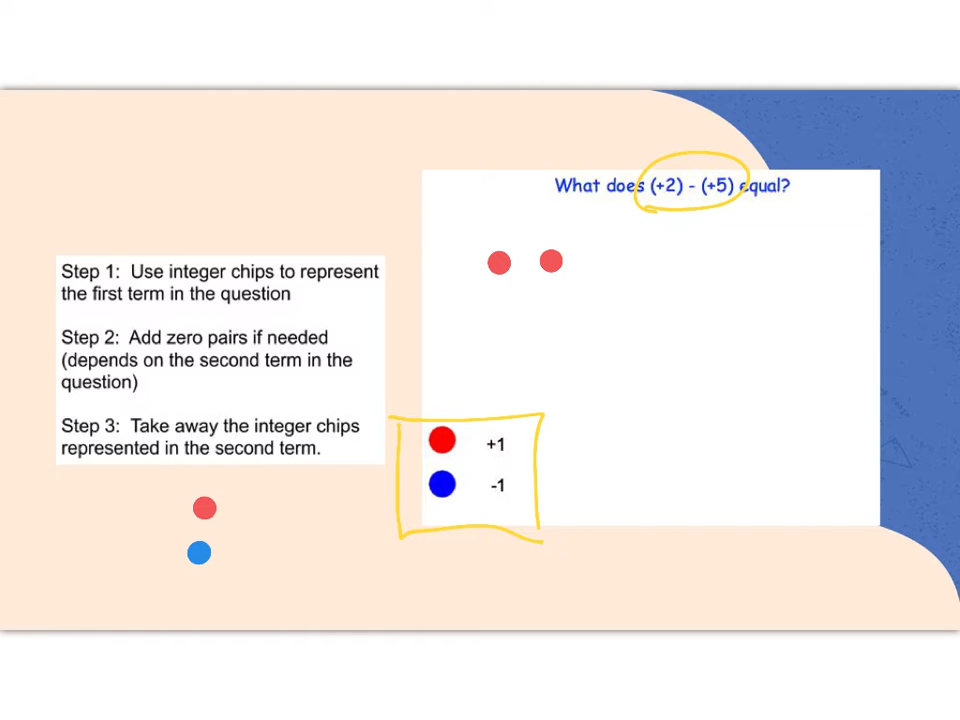 What does (+2) - (+5) equal?
Step 1:  Use integer chips to represent
the first term in the question
Step 2:  Add zero pairs if needed
(depends on the second term in the
question)
Step 3:  Take away the integer chips
represented in the second term.
+1
-1